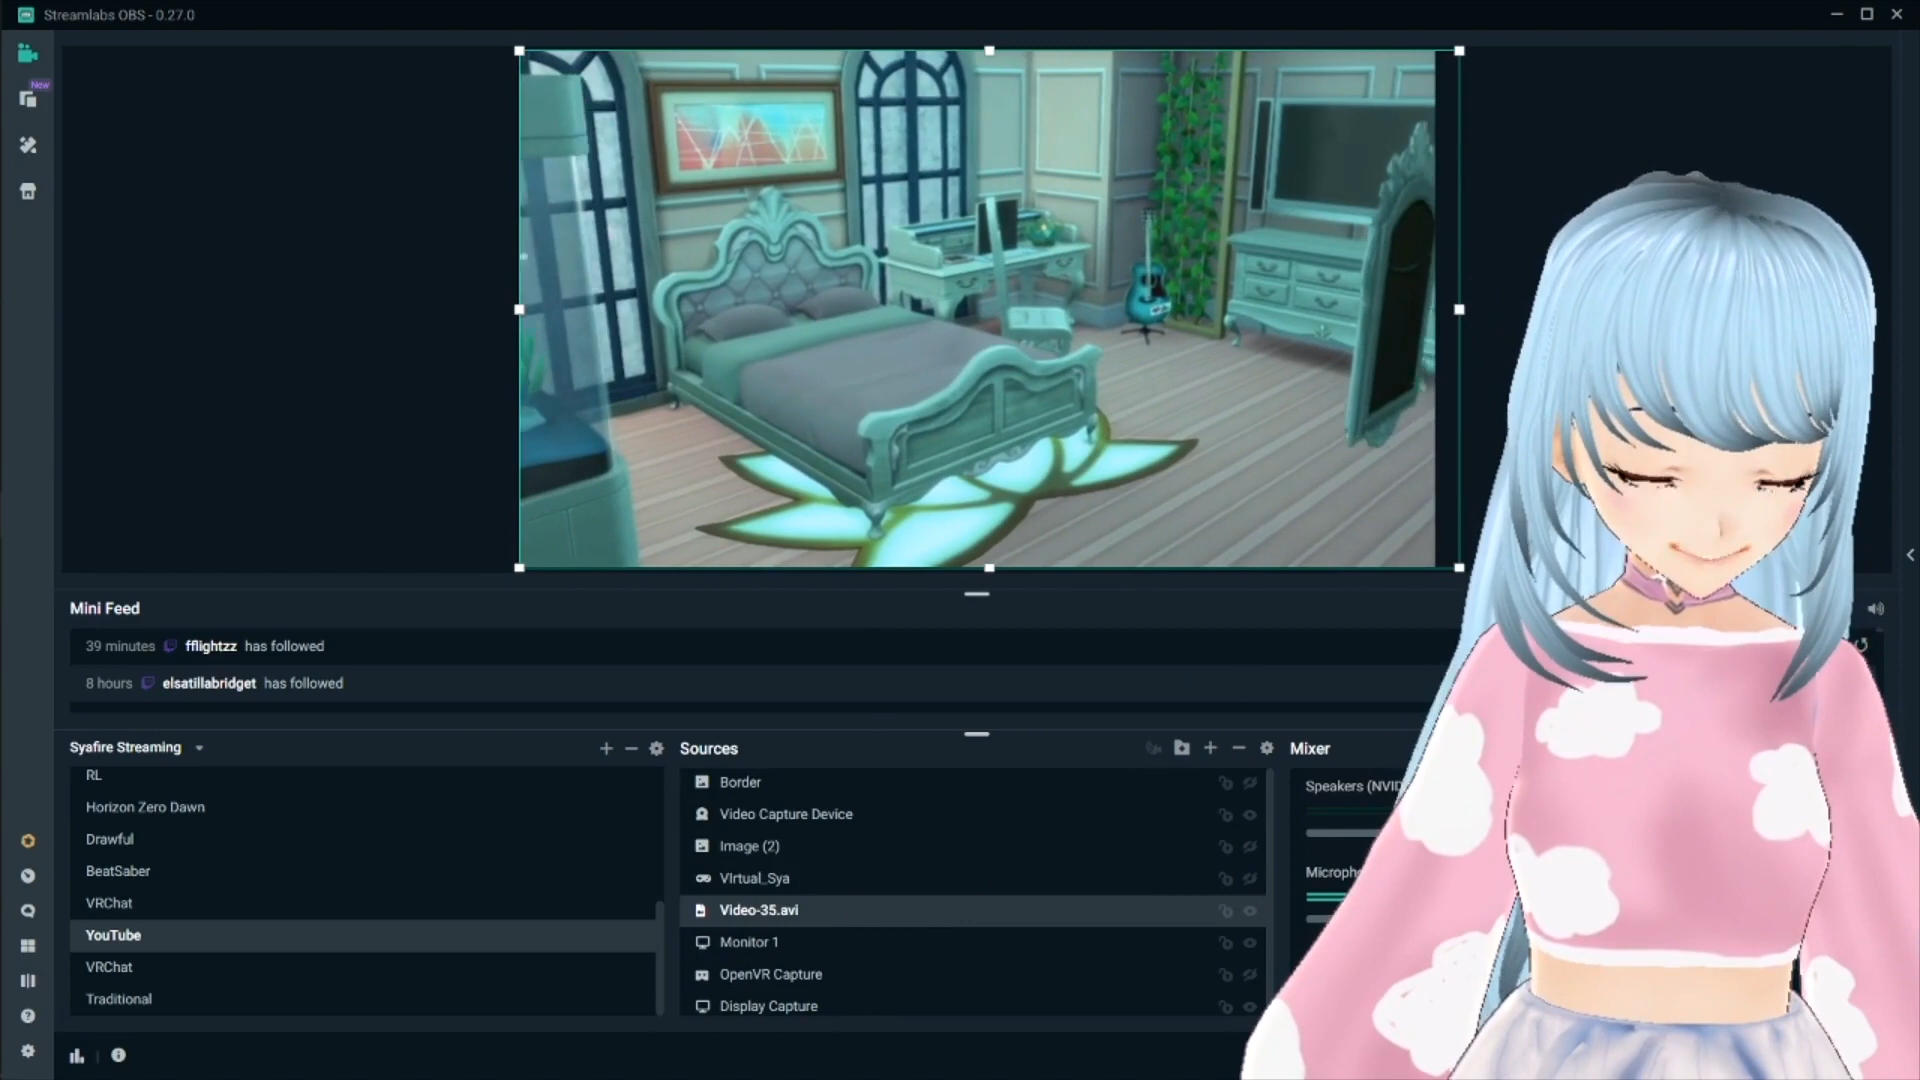 Streamlabs OBS - 0.27.0
New
Mini Feed
39 minutes fflightzz has followed
8 hours elsatillabridget has followed
Syafire Streaming
RL
Horizon Zero Dawn
Drawful
BeatSaber
VRChat
YouTube
VRChat
Traditional
Sources
Border
Video Capture Device
Image (2)
VIrtual_Sya
Video-35.avi
Monitor 1
OpenVR Capture
Display Capture
Mixer
Speakers (NVID
Microph